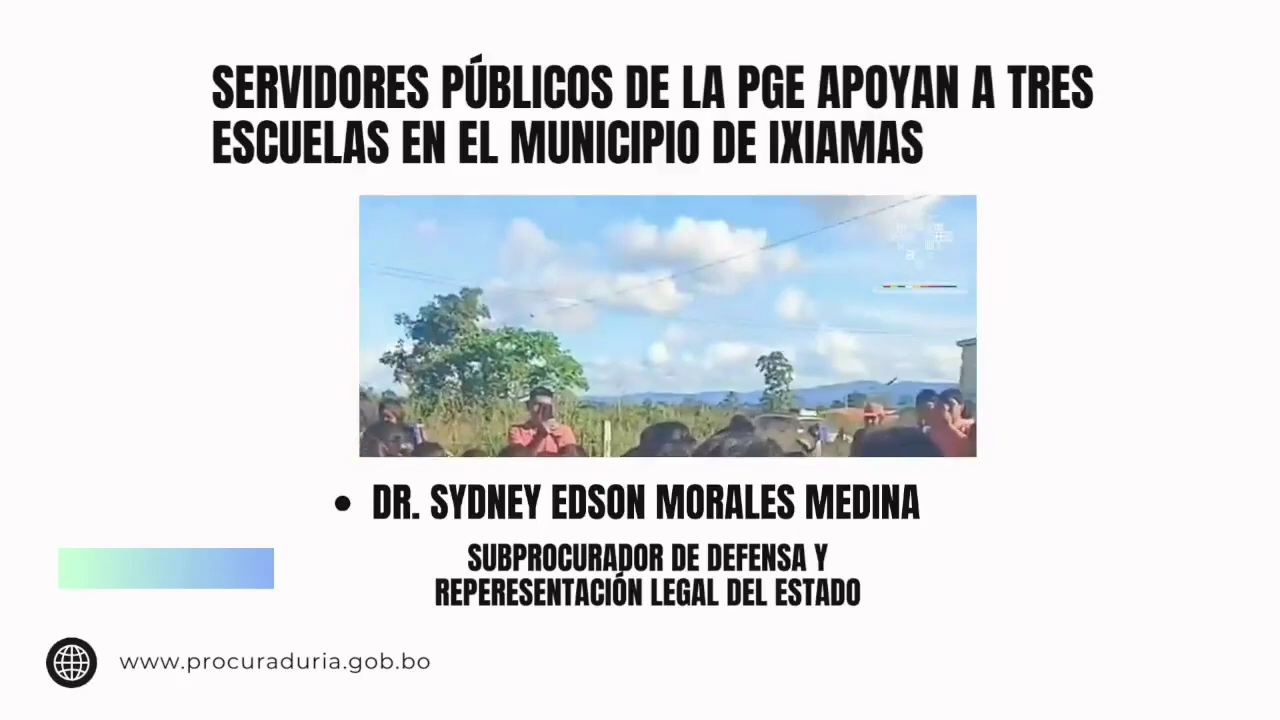 SERVIDORES PÚBLICOS DE LA PGE APOYAN A TRES
ESCUELAS EN EL MUNICIPIO DE IXIAMAS
• DR. SYDNEY EDSON MORALES MEDINA
SUBPROCURADOR DE DEFENSA Y
REPERESENTACIÓN LEGAL DEL ESTADO
www.procuraduria.gob.bo